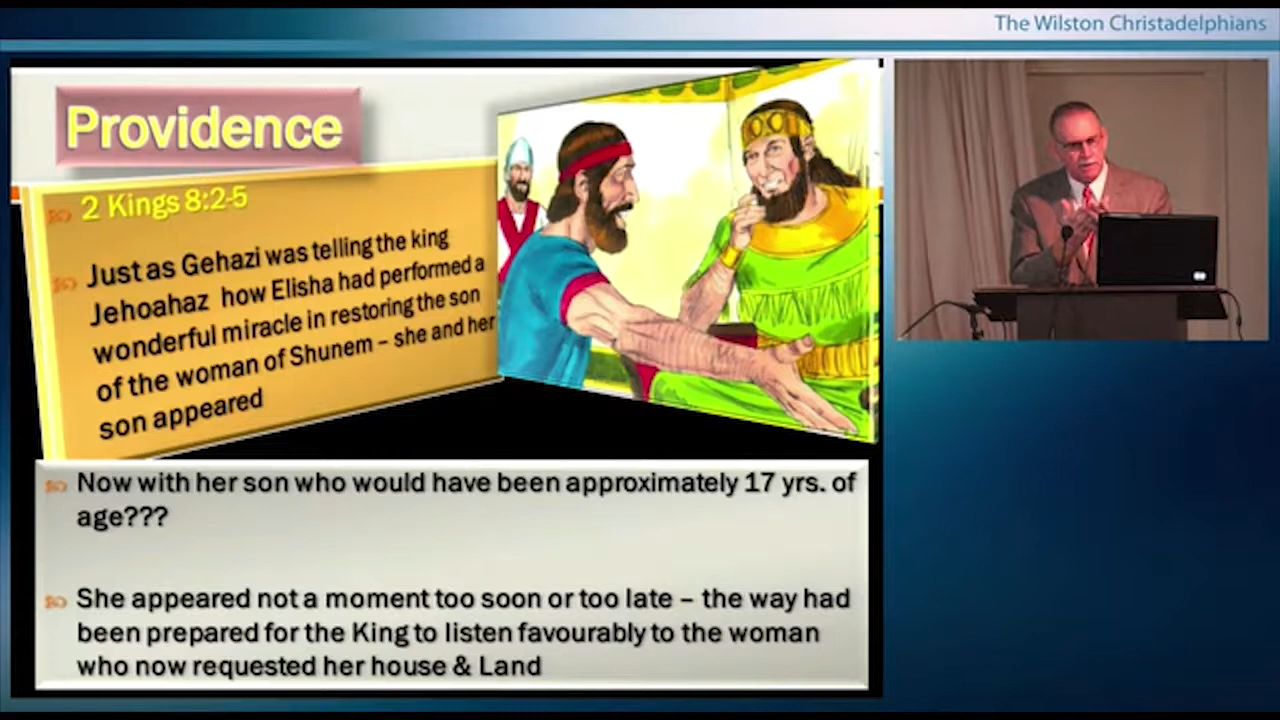 The Wilston Christadelphians
Providence
2 Kings 8:2-5
Just as Gehazi was telling the king
Jehoahaz how Elisha had performed a
wonderful miracle in restoring the son
of the woman of Shunem – she and her
son appeared
Now with her son who would have been approximately 17 yrs. of
age???
She appeared not a moment too soon or too late – the way had
been prepared for the King to listen favourably to the woman
who now requested her house & Land